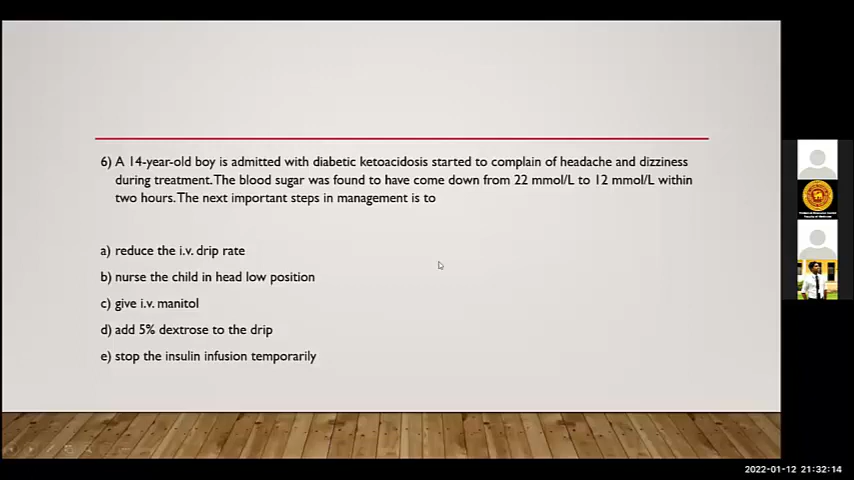 6) A 14-year-old boy is admitted with diabetic ketoacidosis started to complain of headache and dizziness
during treatment. The blood sugar was found to have come down from 22 mmol/L to 12 mmol/L within
two hours. The next important steps in management is to
a) reduce the i.v. drip rate
b) nurse the child in head low position
c) give i.v. manitol
d) add 5% dextrose to the drip
e) stop the insulin infusion temporarily
2022-01-12 21:32:14